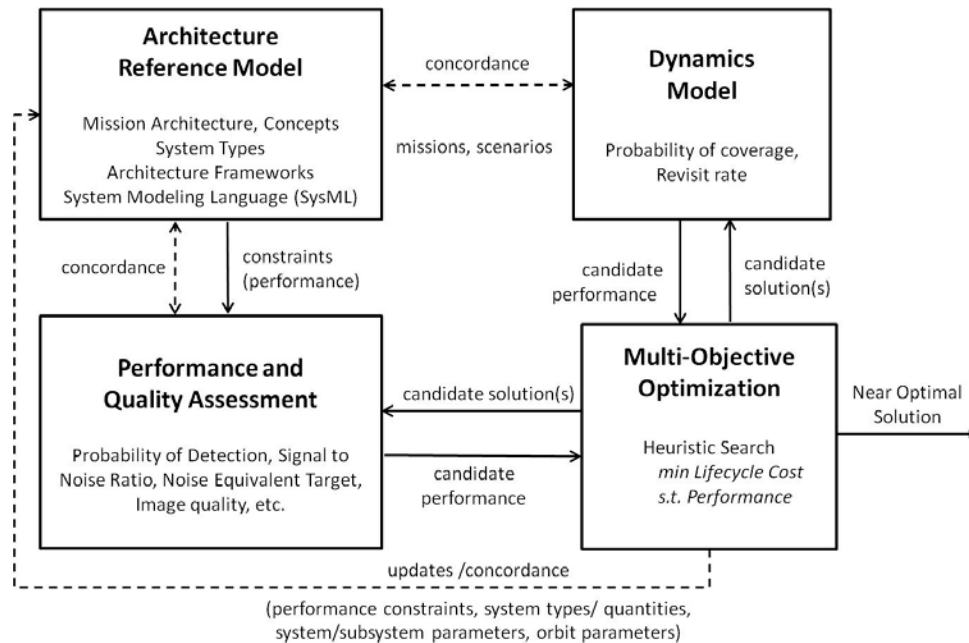 Architecture
Reference Model
Mission Architecture, Concepts
System Types
Architecture Frameworks
System Modeling Language (SysML)
concordance
missions, scenarios
Dynamics
Model
Probability of coverage,
Revisit rate
concordance
constraints
(performance)
candidate
performance
candidate
solution(s)
Performance and
Quality Assessment
Probability of Detection, Signal to
Noise Ratio, Noise Equivalent Target,
Image quality, etc.
candidate solution(s)
candidate
performance
Multi-Objective
Optimization
Heuristic Search
min Lifecycle Cost
s.t. Performance
Near Optimal
Solution
updates /concordance
(performance constraints, system types/ quantities,
system/subsystem parameters, orbit parameters)